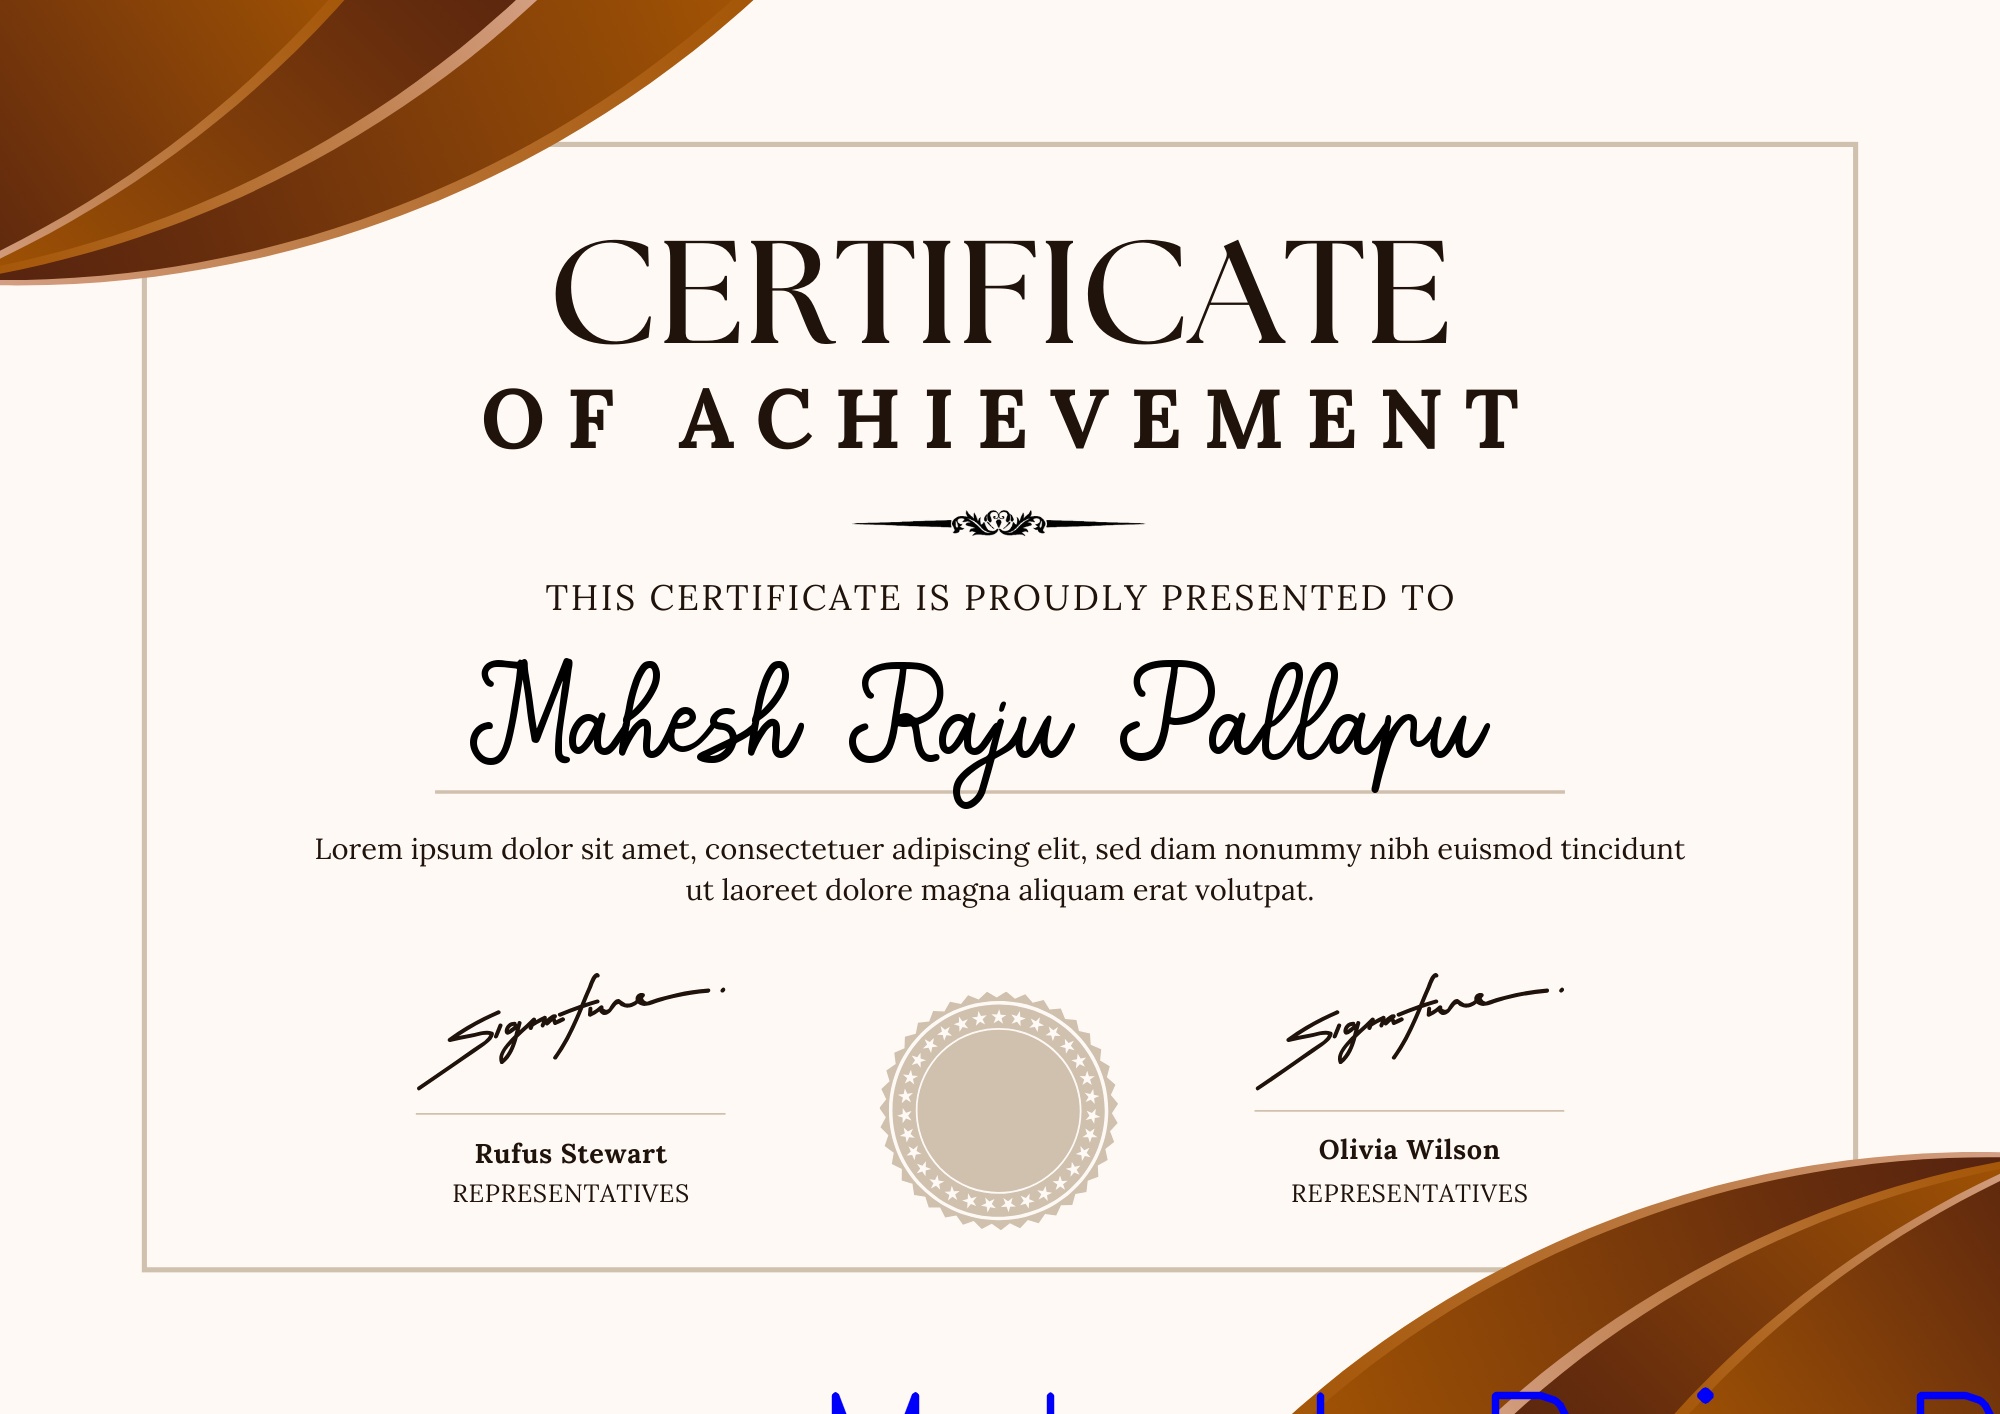 CERTIFICATE
OF ACHIEVEMENT
THIS CERTIFICATE IS PROUDLY PRESENTED TO
Mahesh Raju Pallapu
Lorem ipsum dolor sit amet, consectetuer adipiscing elit, sed diam nonummy nibh euismod tincidunt
ut laoreet dolore magna aliquam erat volutpat.
Signature
Signature
Rufus Stewart
Olivia Wilson
REPRESENTATIVES
REPRESENTATIVES